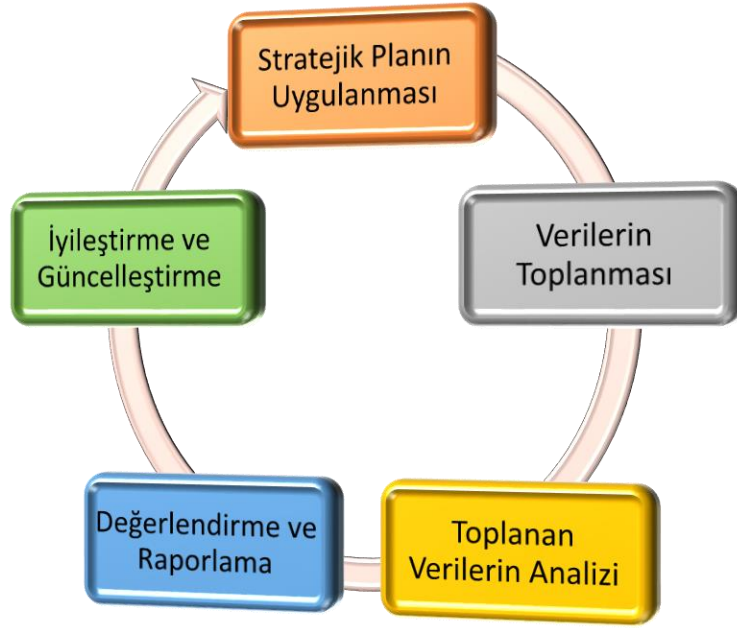 Stratejik Planın
Uygulanması
Verilerin
Toplanması
Toplanan
Verilerin Analizi
Değerlendirme ve
Raporlama
İyileştirme ve
Güncelleştirme